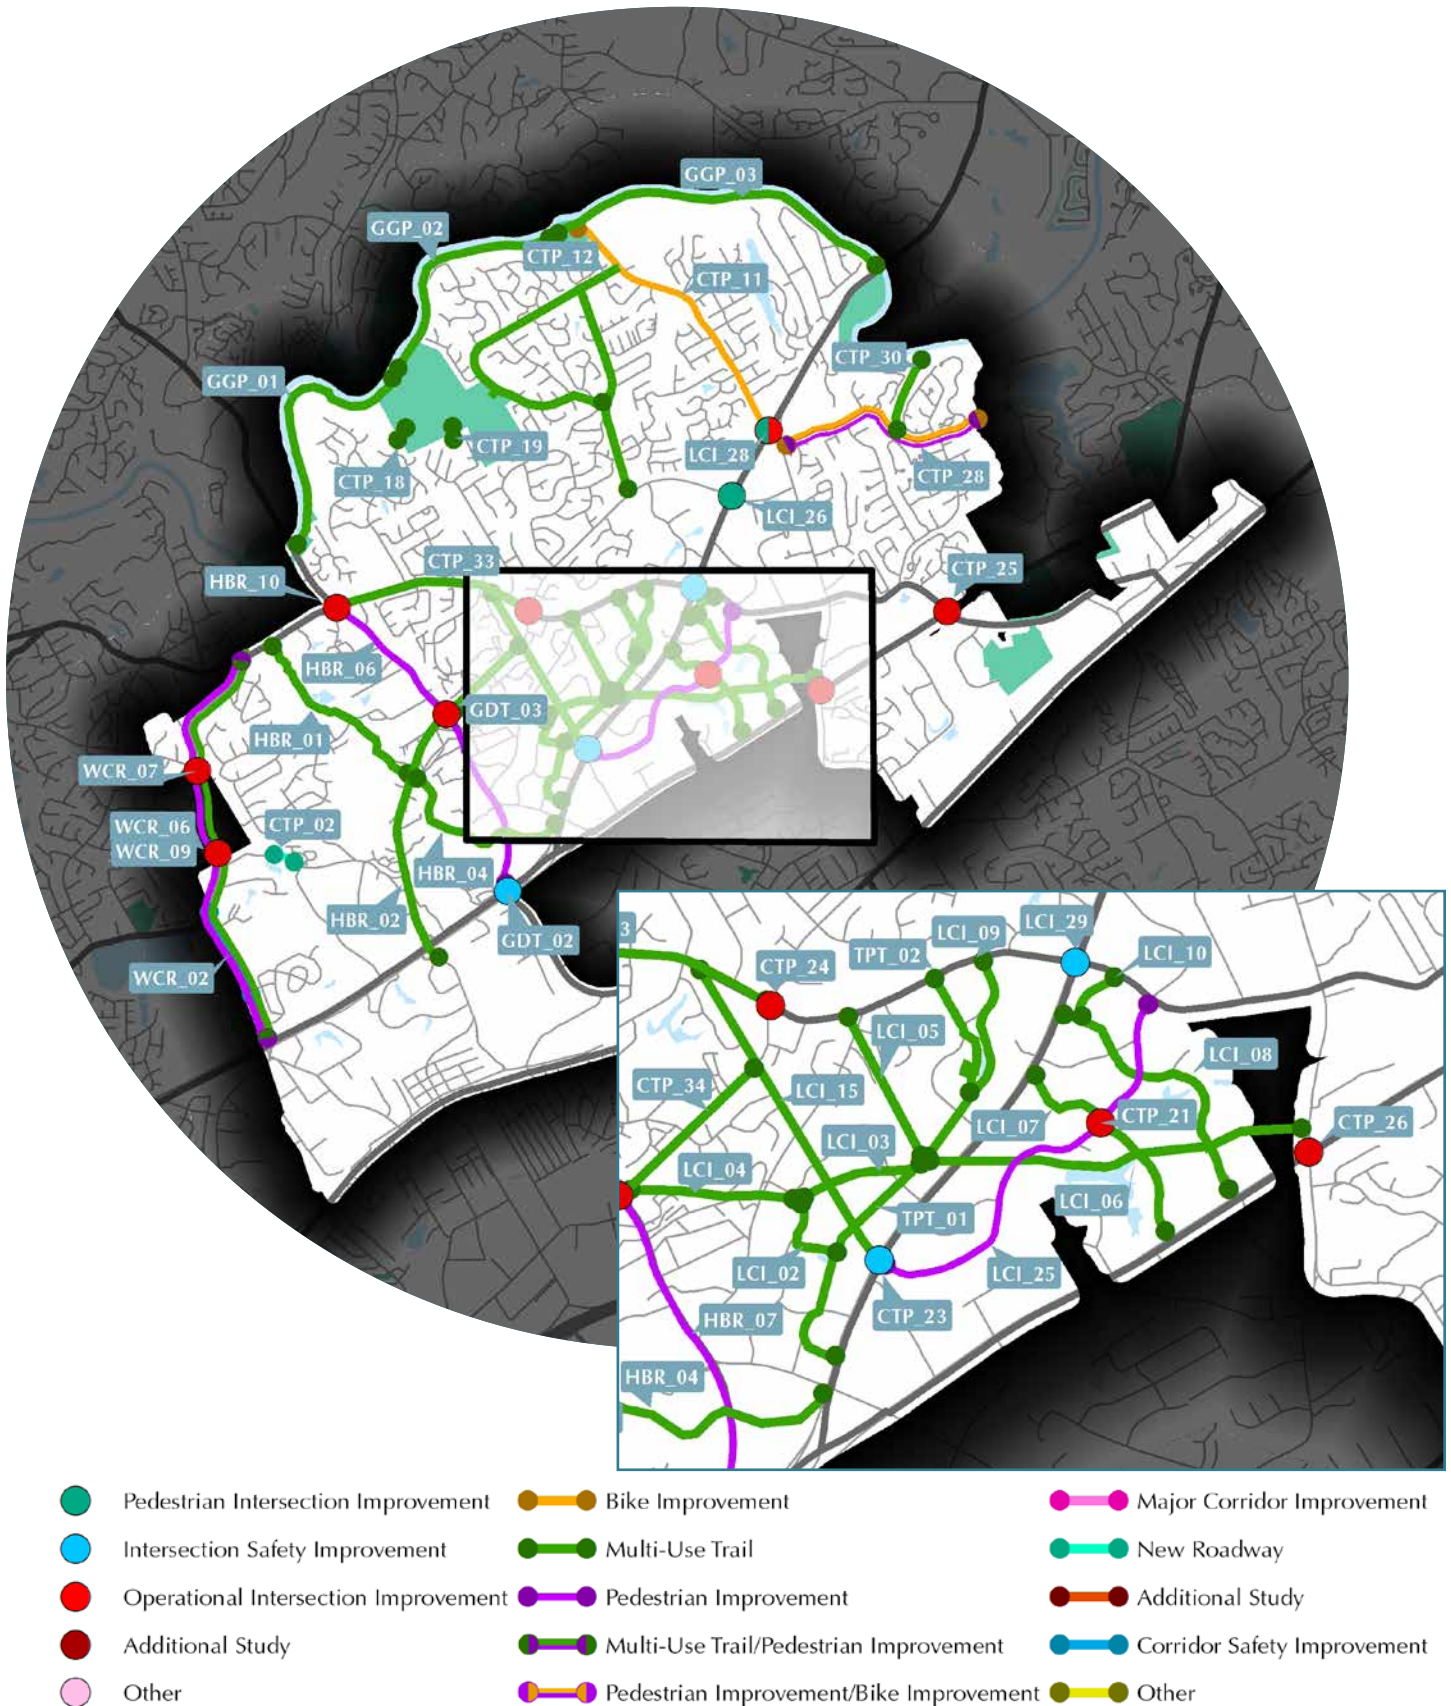 GGP_03
GGP_02
CTP_12
CTP_11
CTP_30
GGP_01
CTP_19
LCI_28
CTP_18
CTP_28
LCI_26
CTP_33
HBR_10
CTP_25
HBR_06
GDT_03
HBR_01
WCR_07
WCR_06
WCR_09
CTP_02
HBR_04
HBR_02
GDT_02
WCR_02
3
LCI_09
LCI_29
TPT_02
LCI_10
CTP_24
LCI_05
LCI_08
CTP_34
LCI_15
LCI_07
CTP_21
CTP_26
LCI_03
LCI_04
LCI_06
TPT_01
LCI_02
LCI_25
HBR_07
CTP_23
HBR_04
Pedestrian Intersection Improvement
Intersection Safety Improvement
Operational Intersection Improvement
Additional Study
Other
Bike Improvement
Multi-Use Trail
Pedestrian Improvement
Multi-Use Trail/Pedestrian Improvement
Pedestrian Improvement/Bike Improvement
Major Corridor Improvement
New Roadway
Additional Study
Corridor Safety Improvement
Other